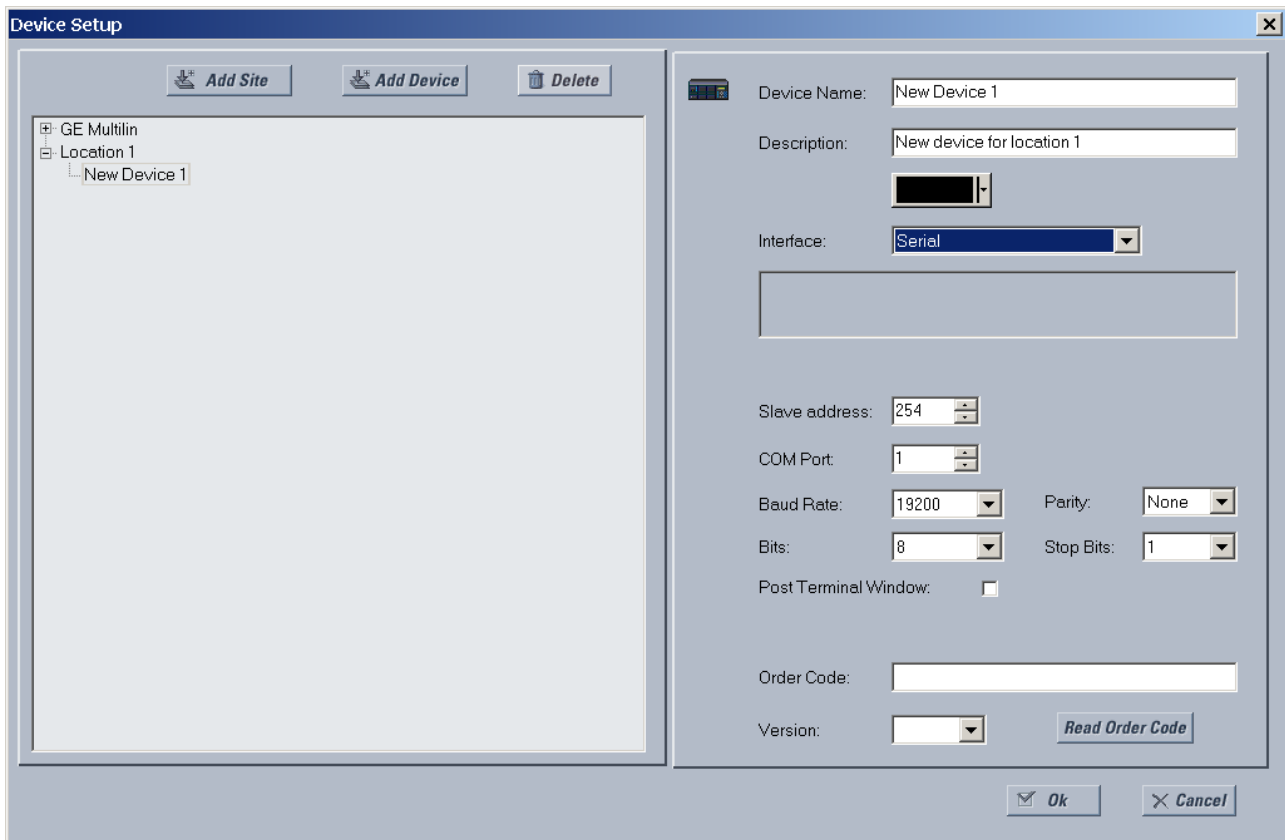 Device Setup
Add Site
Add Device
Delete
GE Multilin
Location 1
New Device 1
Device Name: New Device 1
Description: New device for location 1
Interface: Serial
Slave address: 254
COM Port: 1
Baud Rate: 19200 Parity: None
Bits: 8 Stop Bits: 1
Post Terminal Window:
Order Code:
Version: Read Order Code
Ok Cancel